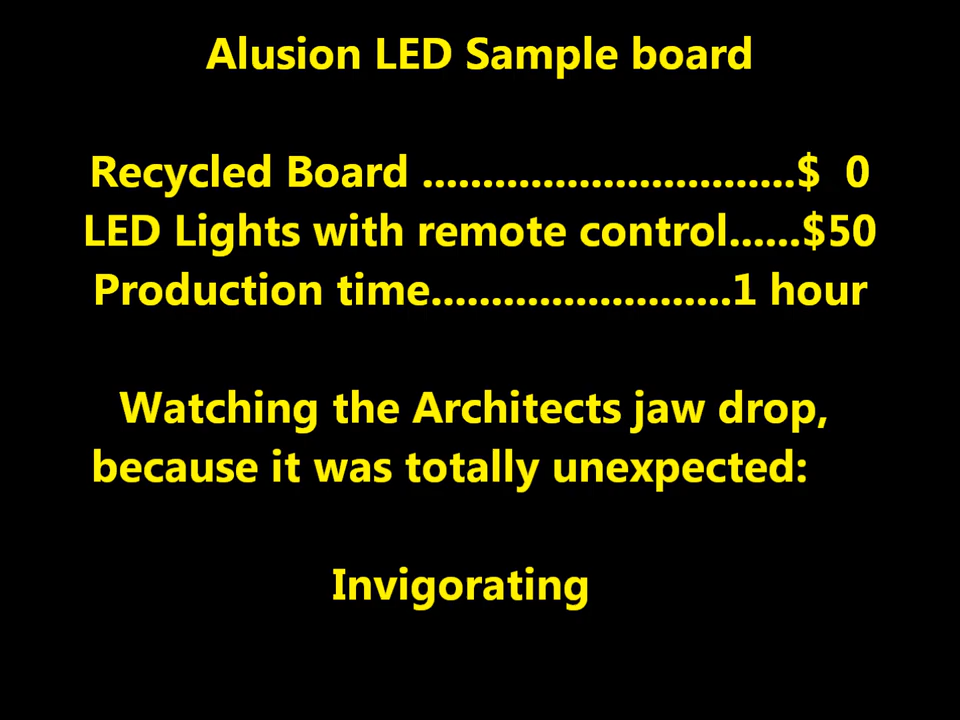 Alusion LED Sample board
Recycled Board ...............................$ 0
LED Lights with remote control......$50
Production time.........................1 hour
Watching the Architects jaw drop,
because it was totally unexpected:
Invigorating